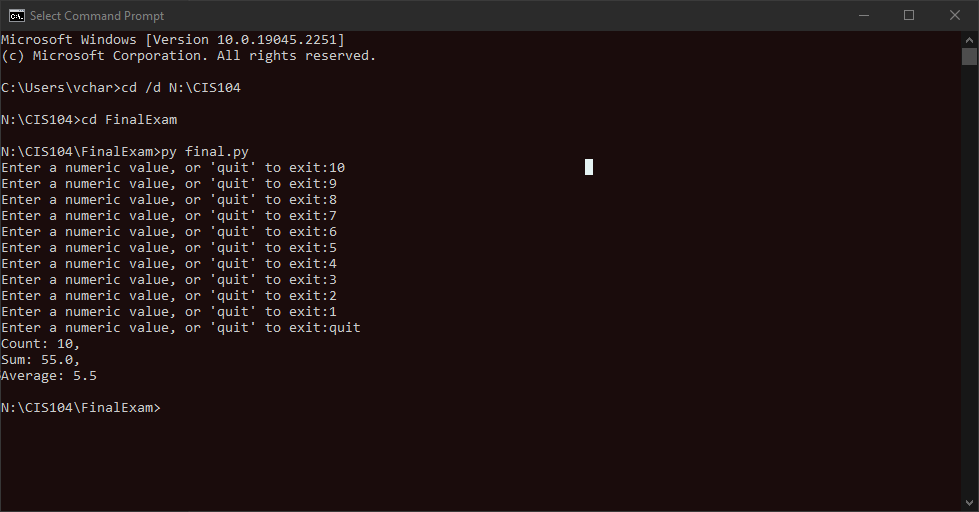 Select Command Prompt
Microsoft Windows [Version 10.0.19045.2251]
(c) Microsoft Corporation. All rights reserved.
C:\Users\vchar>cd /d N:\CIS104
N:\CIS104>cd FinalExam
N:\CIS104\FinalExam>py final.py
Enter a numeric value, or 'quit' to exit:10
Enter a numeric value, or 'quit' to exit:9
Enter a numeric value, or 'quit' to exit:8
Enter a numeric value, or 'quit' to exit:7
Enter a numeric value, or 'quit' to exit:6
Enter a numeric value, or 'quit' to exit:5
Enter a numeric value, or 'quit' to exit:4
Enter a numeric value, or 'quit' to exit:3
Enter a numeric value, or 'quit' to exit:2
Enter a numeric value, or 'quit' to exit:1
Enter a numeric value, or 'quit' to exit:quit
Count: 10,
Sum: 55.0,
Average: 5.5
N:\CIS104\FinalExam>